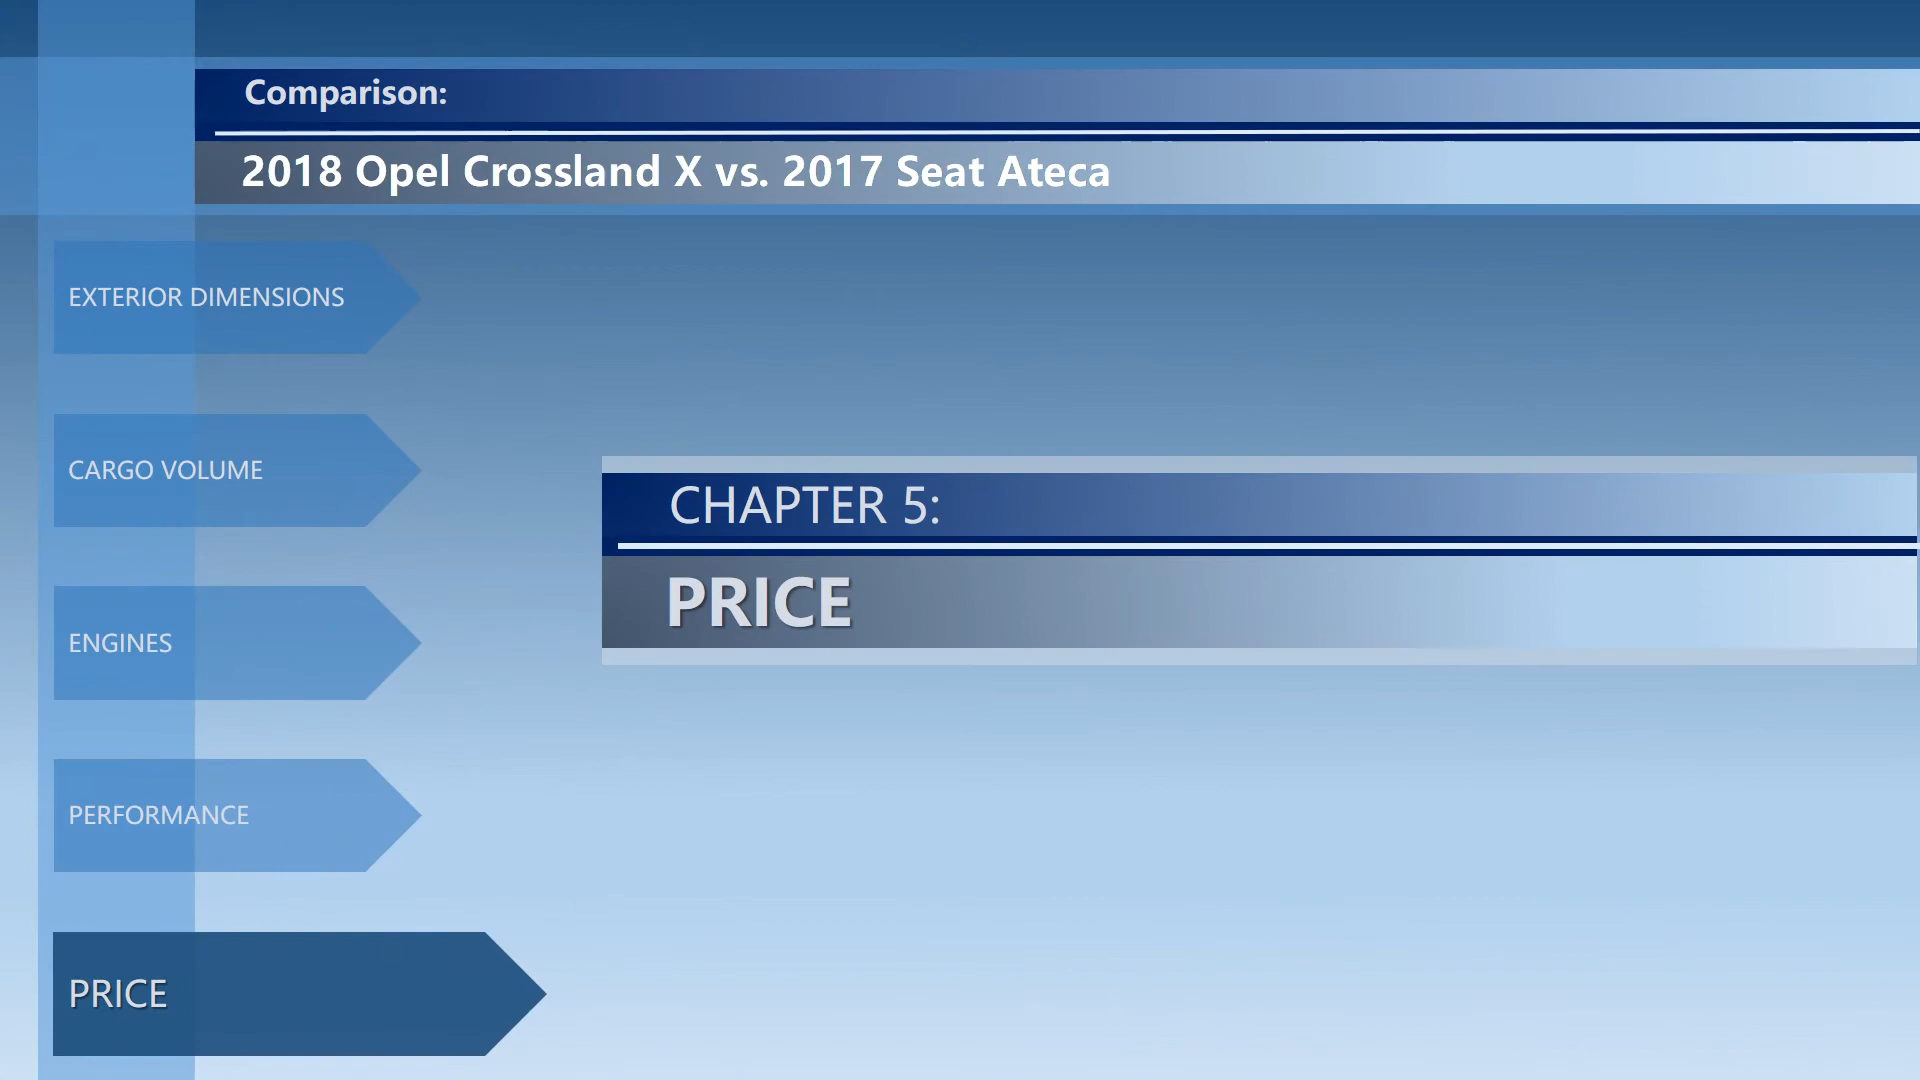 Comparison:
2018 Opel Crossland X vs. 2017 Seat Ateca
EXTERIOR DIMENSIONS
CARGO VOLUME
ENGINES
PERFORMANCE
PRICE
CHAPTER 5:
PRICE